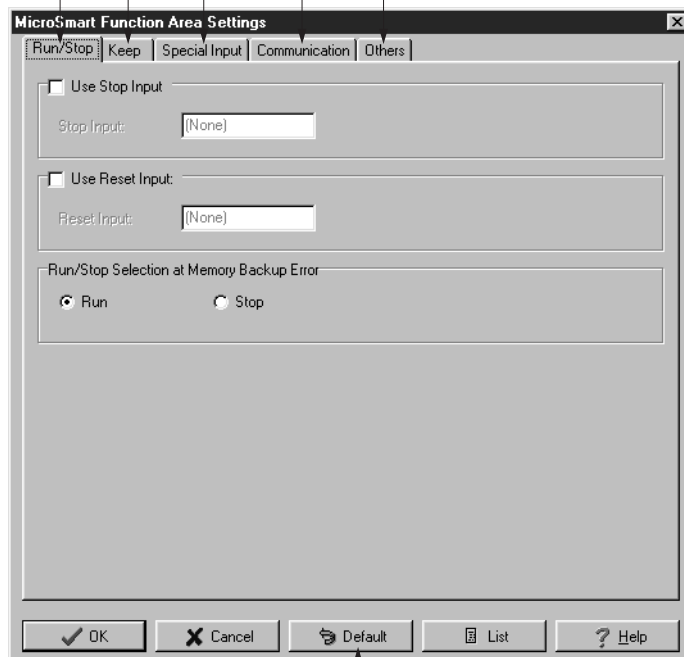 MicroSmart Function Area Settings
Run/Stop Keep Special Input Communication Others
Use Stop Input
Stop Input: (None)
Use Reset Input:
Reset Input: (None)
Run/Stop Selection at Memory Backup Error
Run Stop
OK Cancel Default List Help